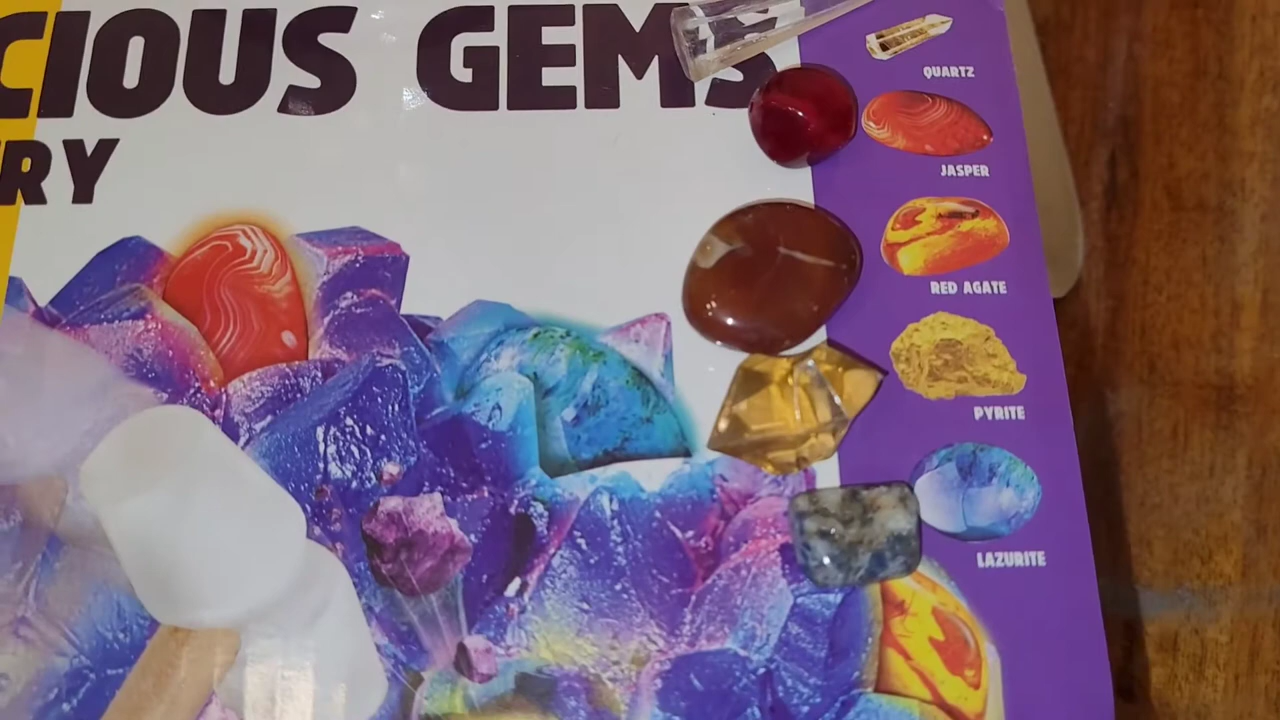 CIOUS GEMS
RY
QUARTZ
JASPER
RED AGATE
PYRITE
LAZURITE